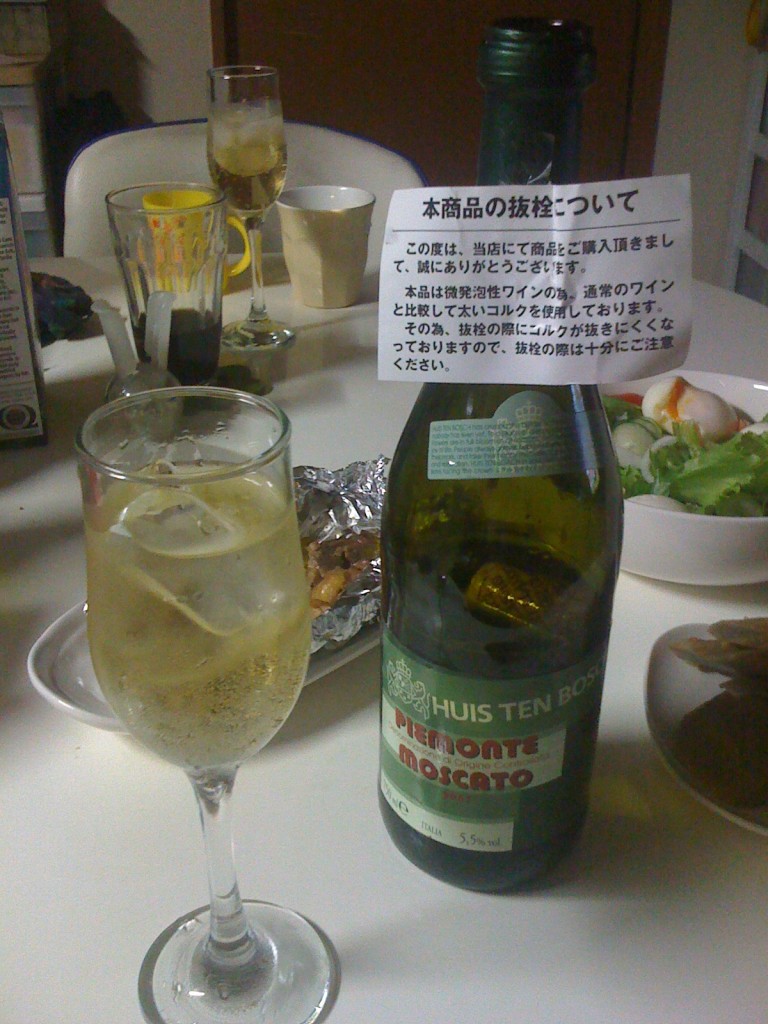 本商品の抜栓について
この度は、当店にて商品をご購入頂きまし
て、誠にありがとうございます。
本品は微発泡性ワインの為、通常のワイン
と比較して太いコルクを使用しております。
その為、抜栓の際にコルクが抜きにくくな
っておりますので、抜栓の際は十分にご注意
ください。
HUIS TEN BOSC
PIEMONTE
Denominazione di Origine Controllata
MOSCATO
ITALIA 5,5% vol